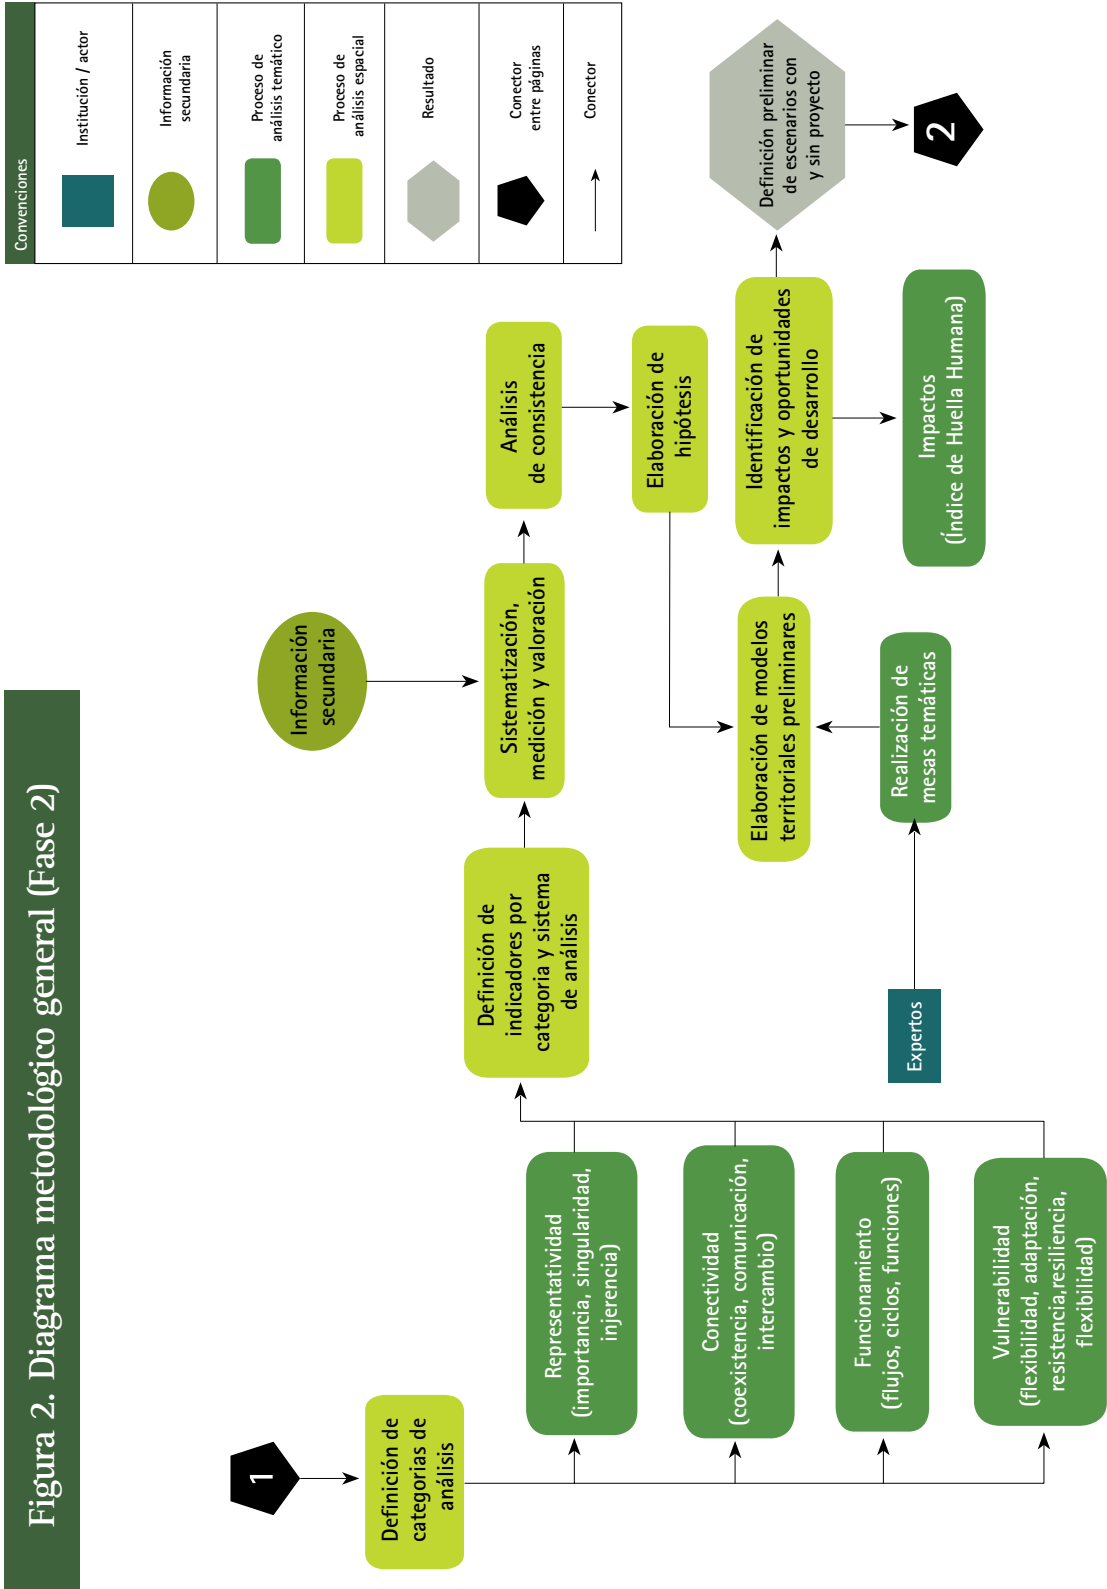 Figura 2. Diagrama metodológico general (Fase 2)
1
Definición de
categorias de
análisis
Representatividad
(importancia, singularidad,
injerencia)
Conectividad
(coexistencia, comunicación,
intercambio)
Funcionamiento
(flujos, ciclos, funciones)
Vulnerabilidad
(flexibilidad, adaptación,
resistencia,resiliencia,
flexibilidad)
Definición de
indicadores por
categoria y sistema
de análisis
Información
secundaria
Sistematización,
medición y valoración
Análisis
de consistencia
Elaboración de
hipótesis
Expertos
Realización de
mesas temáticas
Elaboración de modelos
territoriales preliminares
Identificación de
impactos y oportunidades
de desarrollo
Impactos
(Índice de Huella Humana)
Definición preliminar
de escenarios con
y sin proyecto
2
Convenciones
Institución / actor
Información
secundaria
Proceso de
análisis temático
Proceso de
análisis espacial
Resultado
Conector
entre páginas
Conector